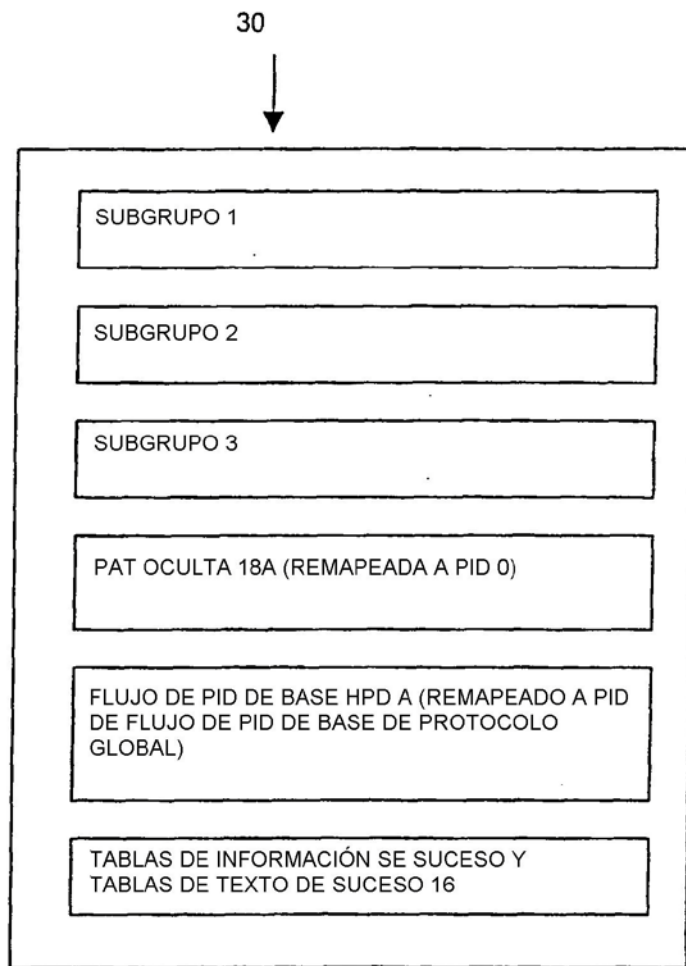 30
SUBGRUPO 1
SUBGRUPO 2
SUBGRUPO 3
PAT OCULTA 18A (REMAPEADA A PID 0)
FLUJO DE PID DE BASE HPD A (REMAPEADO A PID
DE FLUJO DE PID DE BASE DE PROTOCOLO
GLOBAL)
TABLAS DE INFORMACIÓN SE SUCESO Y
TABLAS DE TEXTO DE SUCESO 16